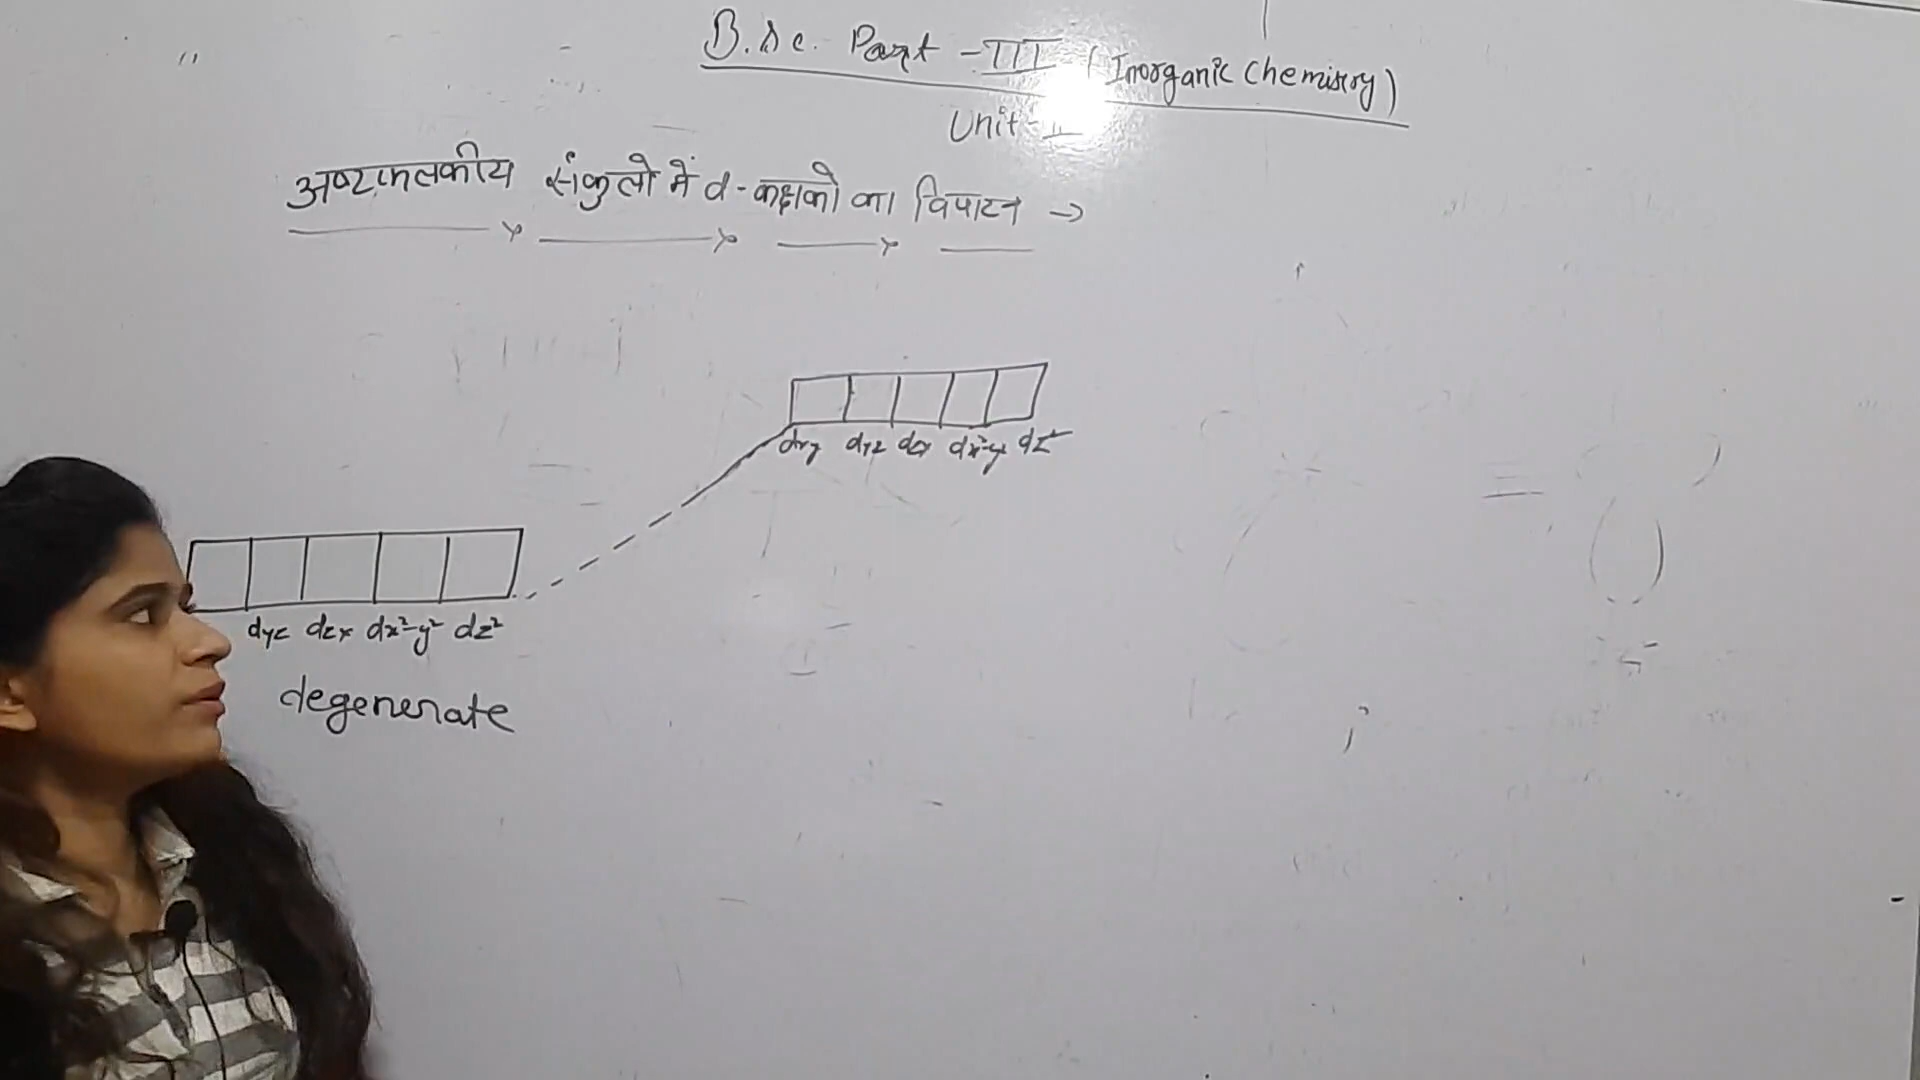 B.Sc. Part - III (Inorganic Chemistry)
Unit - II
अष्टफलकीय संकुलो में d - कक्षको का विपाटन →
dxy dyz dzx dx²-y² dz²
dyz dzx dx²-y² dz²
degenerate